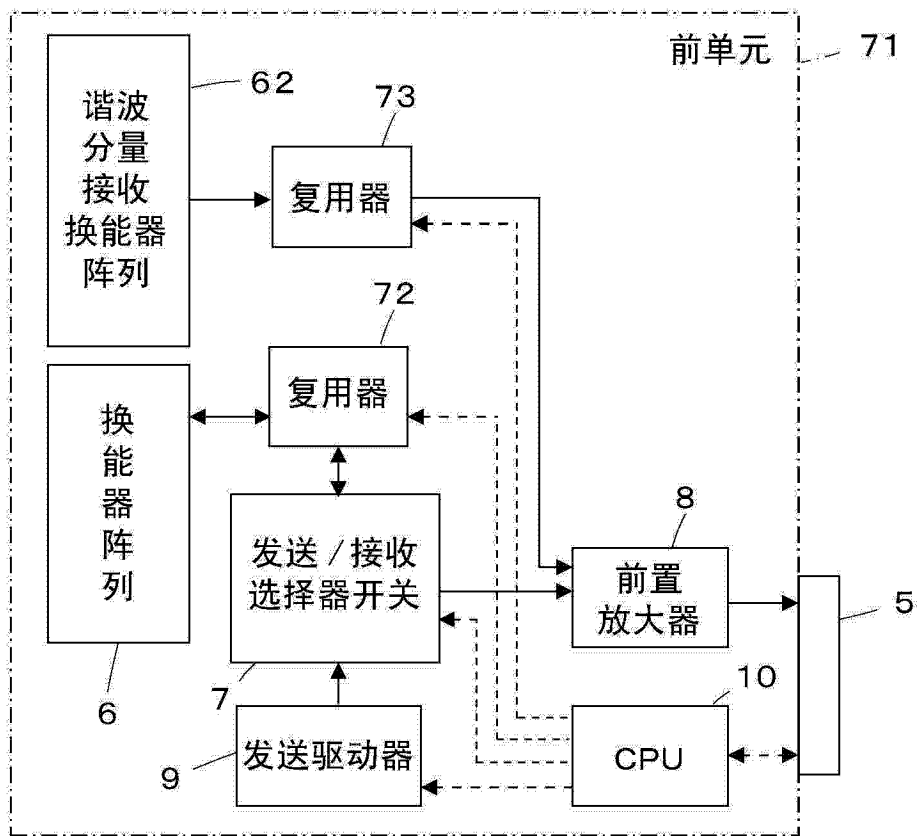 前单元
71
62
谐波
分量
接收
换能器
阵列
73
复用器
72
复用器
换
能
器
阵
列
6
发送/接收
选择器开关
7
8
前置
放大器
5
10
CPU
9
发送驱动器